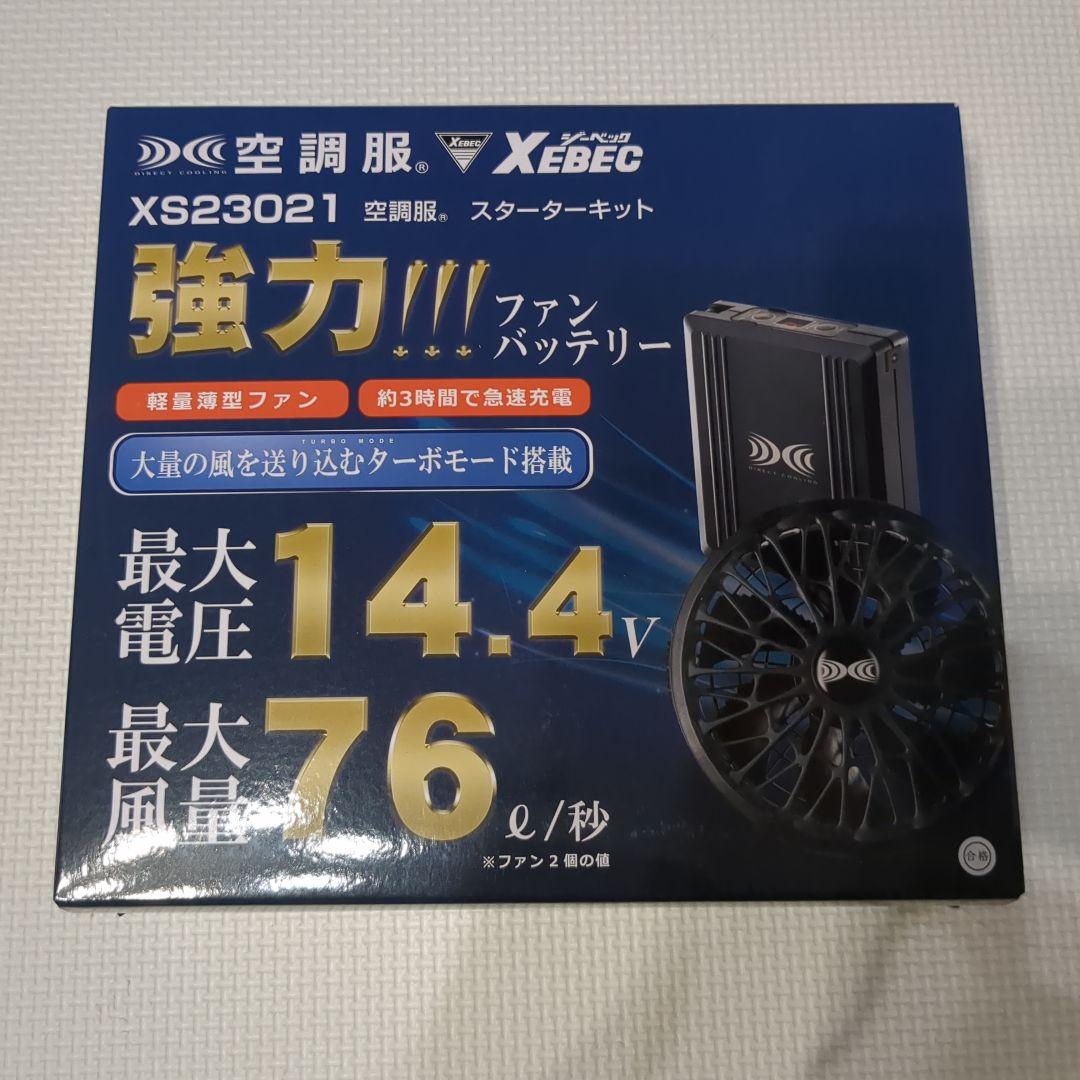 DIRECT COOLING 空調服® XEBEC ジーベック XEBEC
XS23021 空調服® スターターキット
強力!!! ファン
バッテリー
軽量薄型ファン 約3時間で急速充電
TURBO MODE
大量の風を送り込むターボモード搭載
DIRECT COOLING
最大
電圧 14.4V
最大
風量 76ℓ/秒
※ファン2個の値
合格